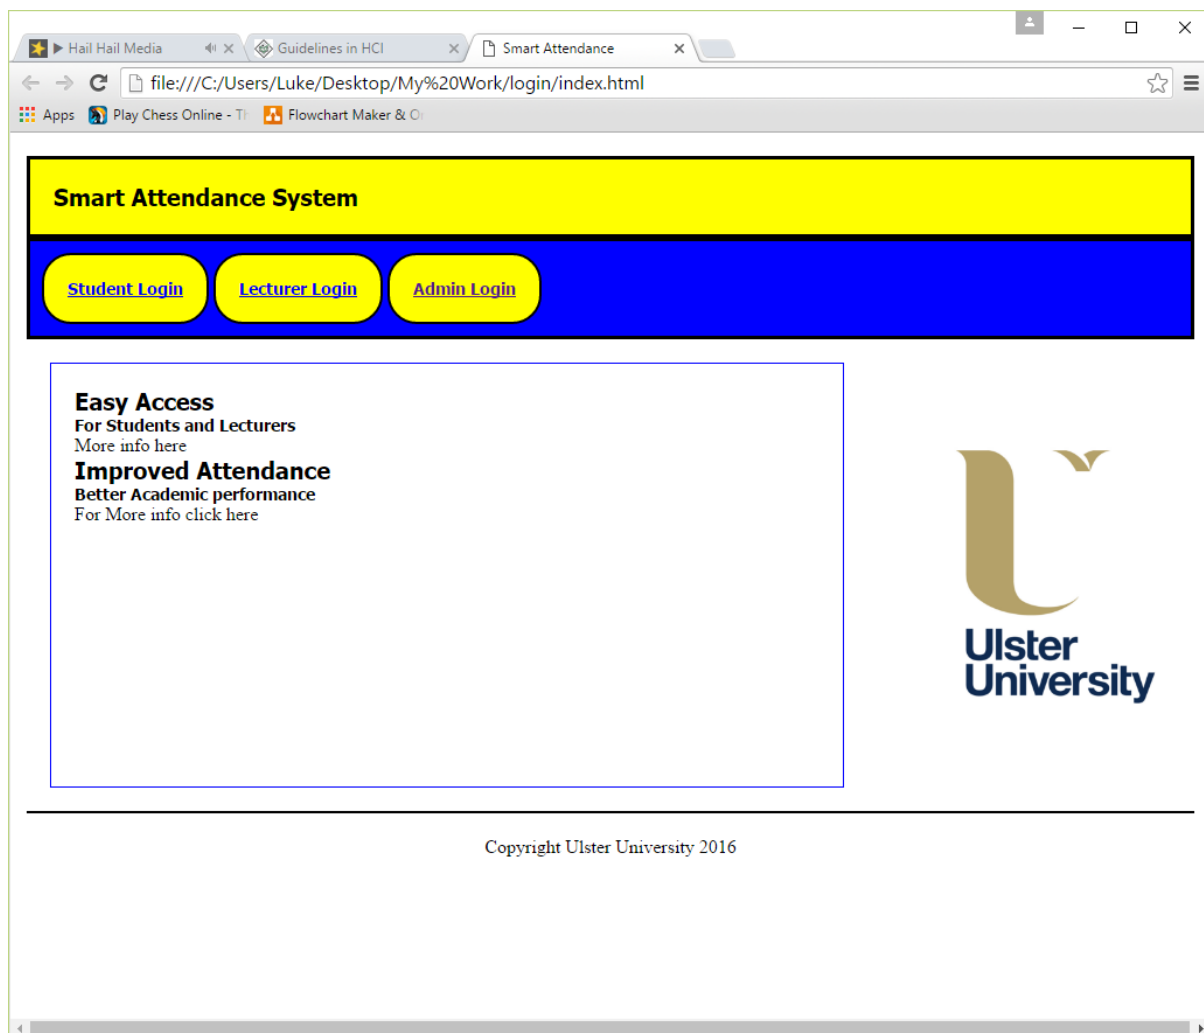 Hail Hail Media
Guidelines in HCI
Smart Attendance
file:///C:/Users/Luke/Desktop/My%20Work/login/index.html
Apps
Play Chess Online - Th
Flowchart Maker & O
Smart Attendance System
Student Login
Lecturer Login
Admin Login
Easy Access
For Students and Lecturers
More info here
Improved Attendance
Better Academic performance
For More info click here
Ulster
University
Copyright Ulster University 2016